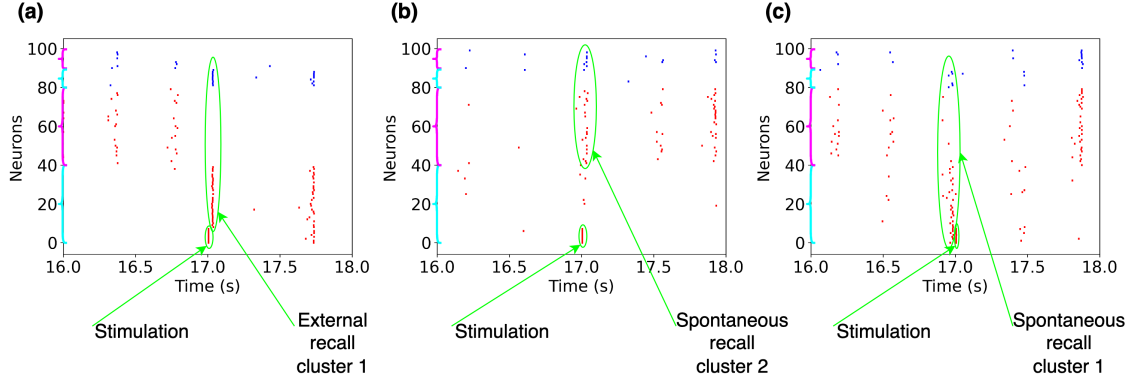 (a)
(b)
(c)
100
80
60
40
20
0
Neurons
16.0
16.5
17.0
17.5
18.0
Time (s)
Stimulation
External
recall
cluster 1
100
80
60
40
20
0
Neurons
16.0
16.5
17.0
17.5
18.0
Time (s)
Stimulation
Spontaneous
recall
cluster 2
100
80
60
40
20
0
Neurons
16.0
16.5
17.0
17.5
18.0
Time (s)
Stimulation
Spontaneous
recall
cluster 1